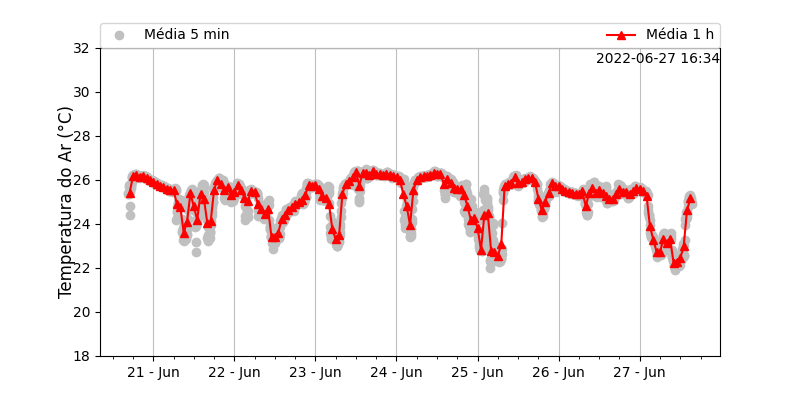 Média 5 min
Média 1 h
2022-06-27 16:34
Temperatura do Ar (°C)
32
30
28
26
24
22
20
18
21 - Jun
22 - Jun
23 - Jun
24 - Jun
25 - Jun
26 - Jun
27 - Jun